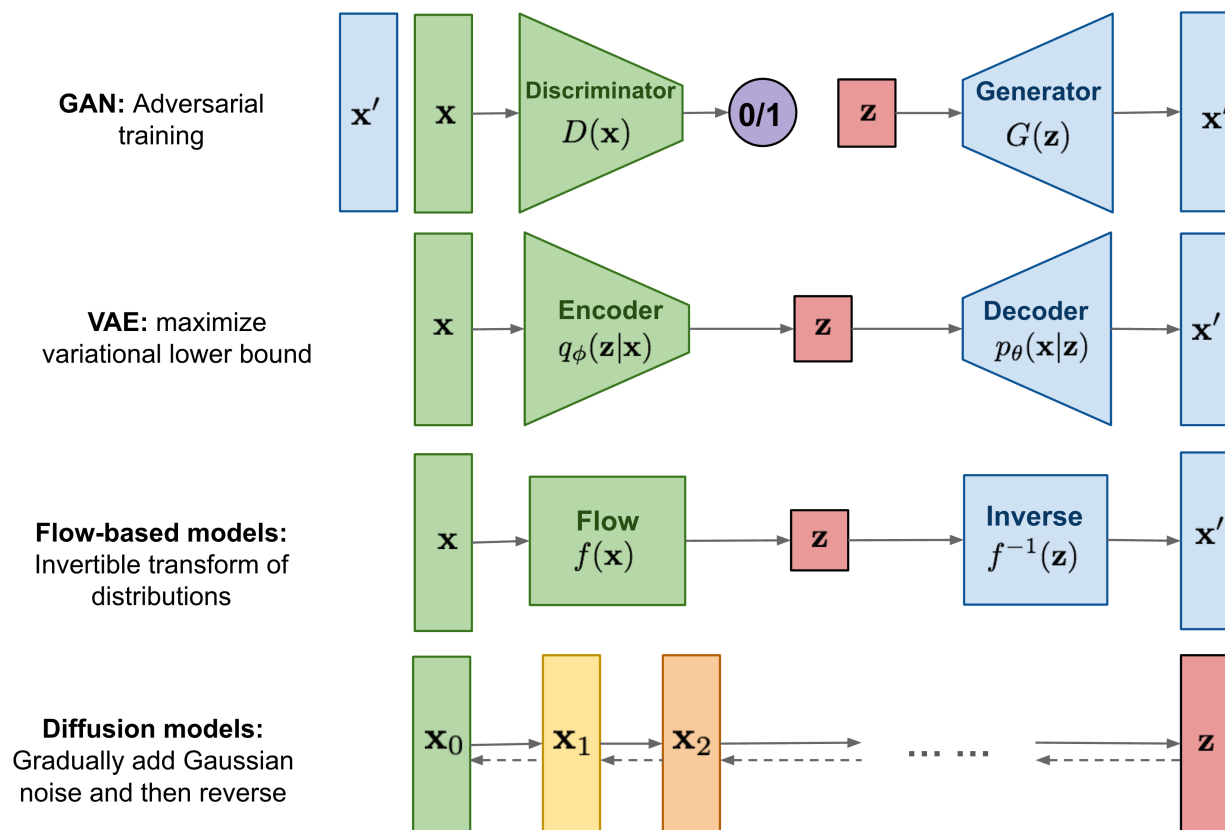 GAN: Adversarial
training
x′
x
Discriminator
D(x)
0/1
z
Generator
G(z)
x′
VAE: maximize
variational lower bound
x
Encoder
qϕ(z|x)
z
Decoder
pθ(x|z)
x′
Flow-based models:
Invertible transform of
distributions
x
Flow
f(x)
z
Inverse
f⁻¹(z)
x′
Diffusion models:
Gradually add Gaussian
noise and then reverse
x₀
x₁
x₂
... ...
z